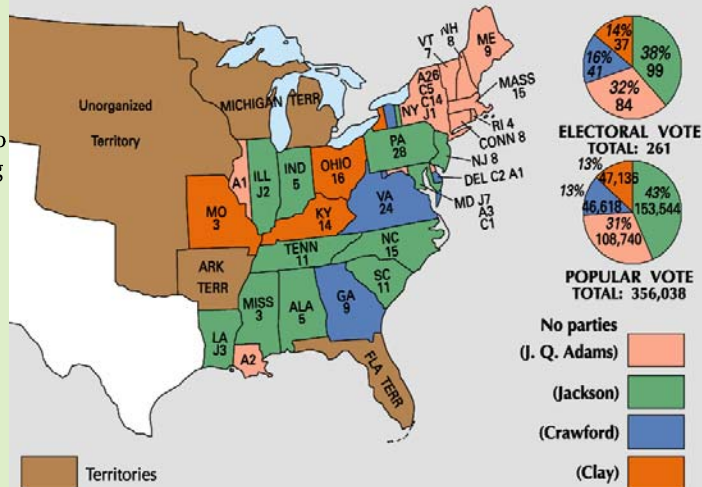 Unorganized
Territory
MICHIGAN TERR
VT
7
NH
8
ME
9
MASS
15
RI 4
CONN 8
NJ 8
DEL C2 A1
MD J7
A3
C1
NY
A26
C5
C14
J1
PA
28
OHIO
16
IND
5
ILL
J2
A1
MO
3
KY
14
VA
24
TENN
11
NC
15
SC
11
GA
9
ALA
5
MISS
3
LA
J3
A2
ARK
TERR
FLA TERR
Territories
14%
37
38%
99
16%
41
32%
84
ELECTORAL VOTE
TOTAL: 261
13%
47,136
43%
153,544
13%
46,618
31%
108,740
POPULAR VOTE
TOTAL: 356,038
No parties
(J. Q. Adams)
(Jackson)
(Crawford)
(Clay)